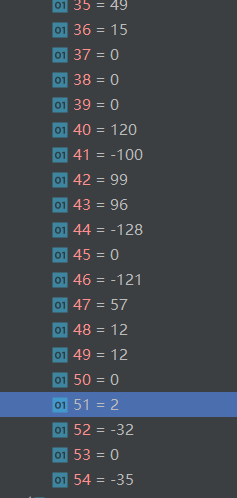 01 35 = 49
01 36 = 15
01 37 = 0
01 38 = 0
01 39 = 0
01 40 = 120
01 41 = -100
01 42 = 99
01 43 = 96
01 44 = -128
01 45 = 0
01 46 = -121
01 47 = 57
01 48 = 12
01 49 = 12
01 50 = 0
01 51 = 2
01 52 = -32
01 53 = 0
01 54 = -35